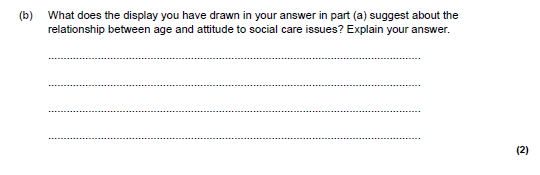 (b) What does the display you have drawn in your answer in part (a) suggest about the
relationship between age and attitude to social care issues? Explain your answer.
(2)